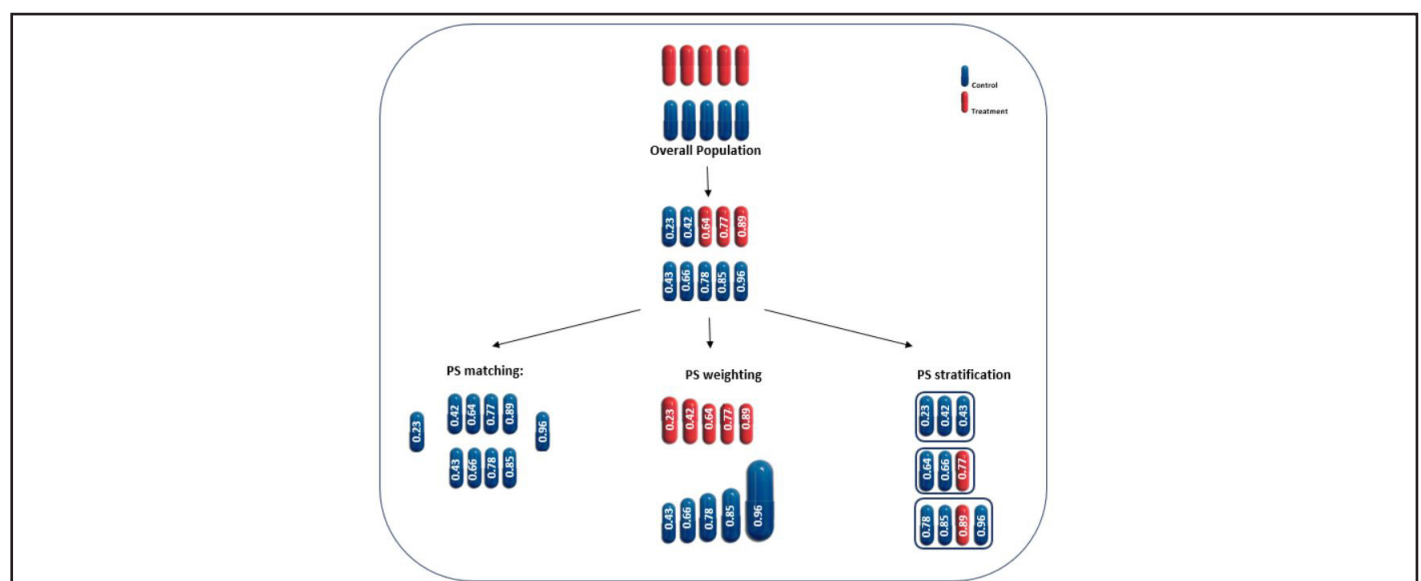 Control
Treatment
Overall Population
0.23 0.42 0.64 0.77 0.89
0.43 0.66 0.78 0.85 0.96
PS matching:
0.42 0.64 0.77 0.89
0.23 0.96
0.43 0.66 0.78 0.85
PS weighting
0.23 0.42 0.64 0.77 0.89
0.43 0.66 0.78 0.85 0.96
PS stratification
0.23 0.42 0.43
0.64 0.66 0.77
0.78 0.85 0.89 0.96